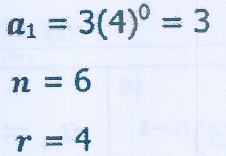 a₁ = 3(4)⁰ = 3
n = 6
r = 4